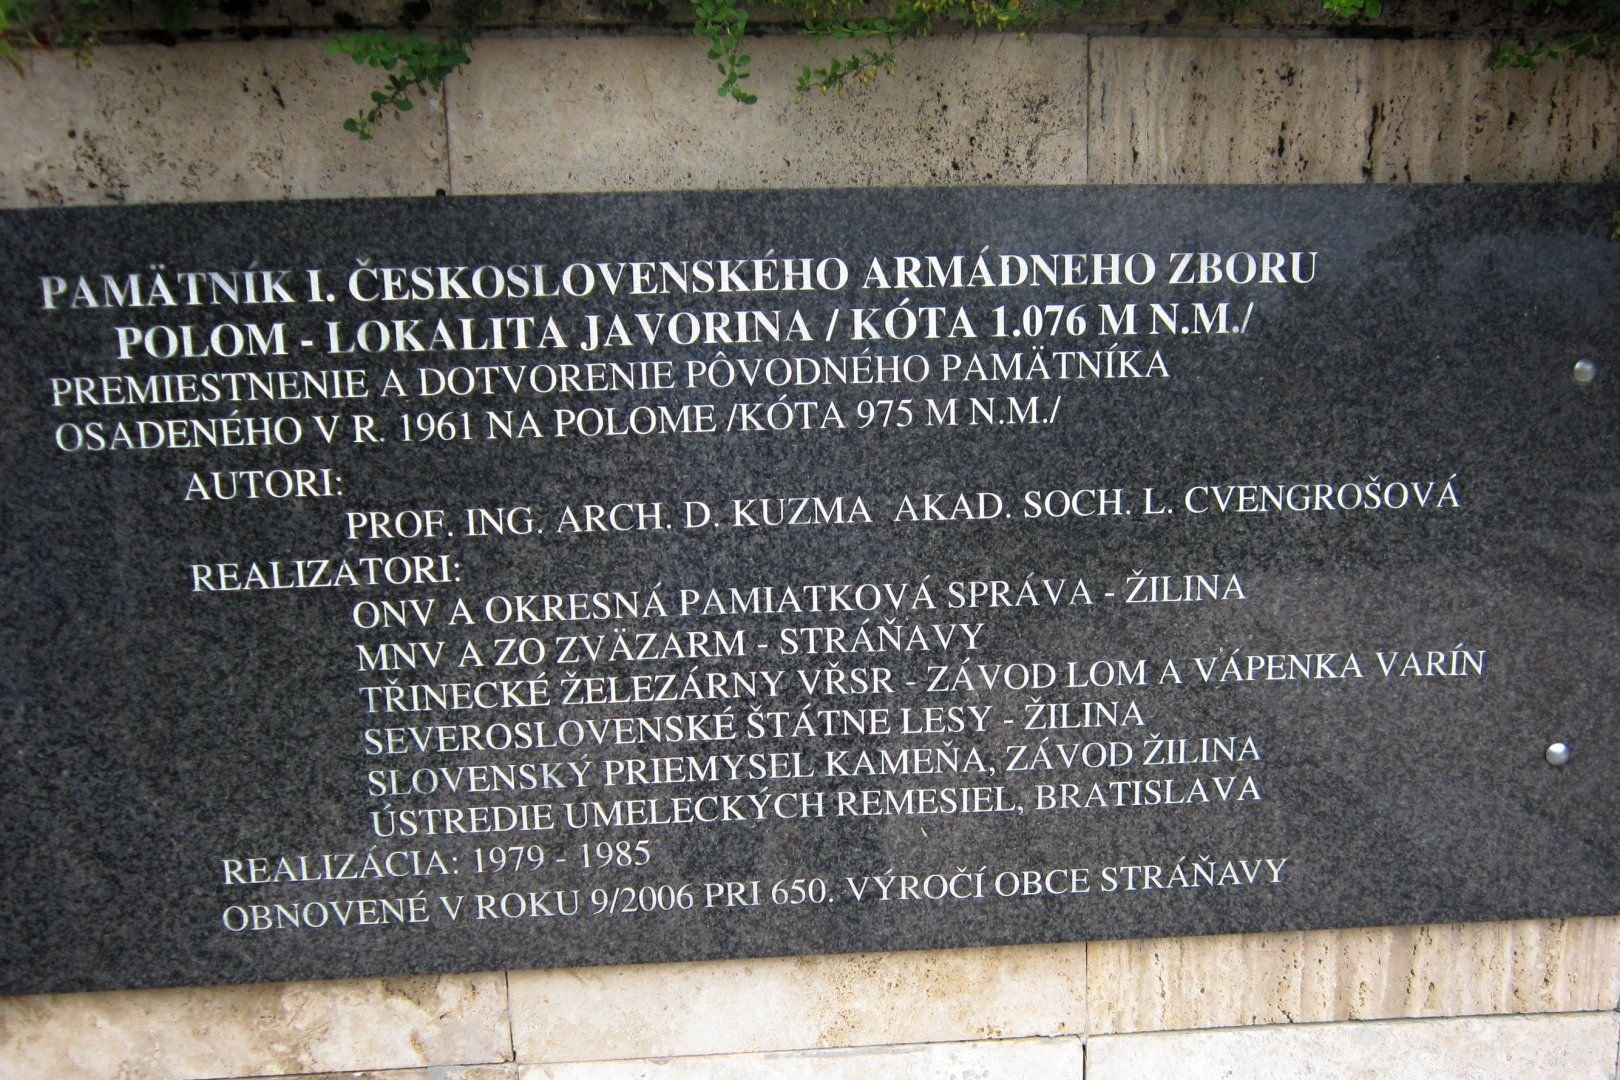 PAMÄTNÍK I. ČESKOSLOVENSKÉHO ARMÁDNEHO ZBORU
POLOM - LOKALITA JAVORINA / KÓTA 1.076 M N.M./
PREMIESTNENIE A DOTVORENIE PÔVODNÉHO PAMÄTNÍKA
OSADENÉHO V R. 1961 NA POLOME /KÓTA 975 M N.M./
AUTORI:
PROF. ING. ARCH. D. KUZMA AKAD. SOCH. L. CVENGROŠOVÁ
REALIZÁTORI:
ONV A OKRESNÁ PAMIATKOVÁ SPRÁVA - ŽILINA
MNV A ZO ZVÄZARM - STRÁŇAVY
TŘINECKÉ ŽELEZÁRNY VŘSR - ZÁVOD LOM A VÁPENKA VARÍN
SEVEROSLOVENSKÉ ŠTÁTNE LESY - ŽILINA
SLOVENSKÝ PRIEMYSEL KAMEŇA, ZÁVOD ŽILINA
ÚSTREDIE UMELECKÝCH REMESIEL, BRATISLAVA
REALIZÁCIA: 1979 - 1985
OBNOVENÉ V ROKU 9/2006 PRI 650. VÝROČÍ OBCE STRÁŇAVY